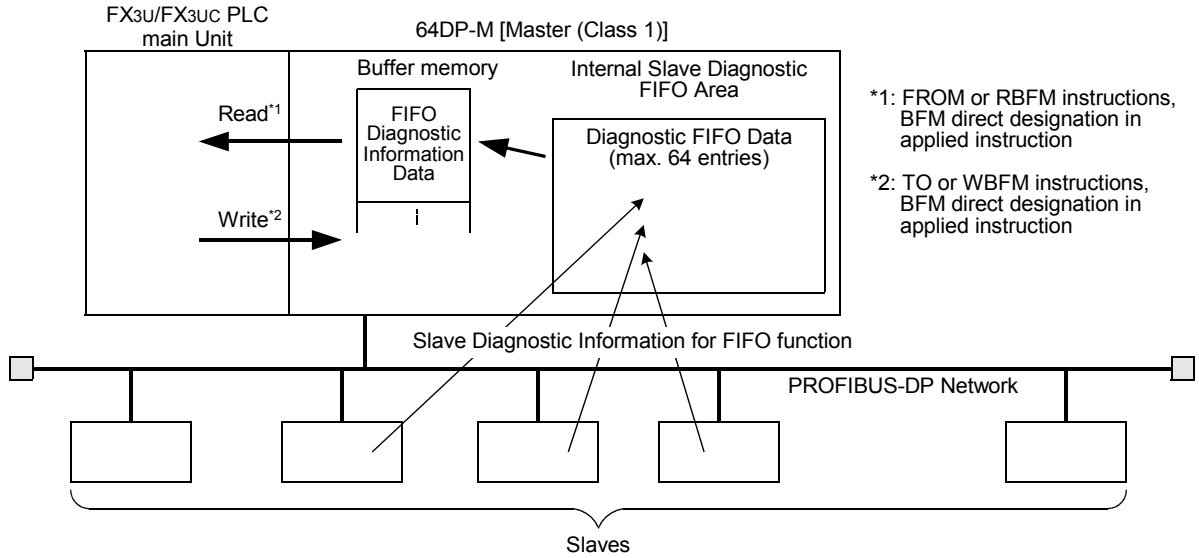 FX3U/FX3UC PLC
main Unit
64DP-M [Master (Class 1)]
Buffer memory
Internal Slave Diagnostic
FIFO Area
Read*1
FIFO
Diagnostic
Information
Data
Diagnostic FIFO Data
(max. 64 entries)
Write*2
*1: FROM or RBFM instructions,
BFM direct designation in
applied instruction
*2: TO or WBFM instructions,
BFM direct designation in
applied instruction
Slave Diagnostic Information for FIFO function
PROFIBUS-DP Network
Slaves